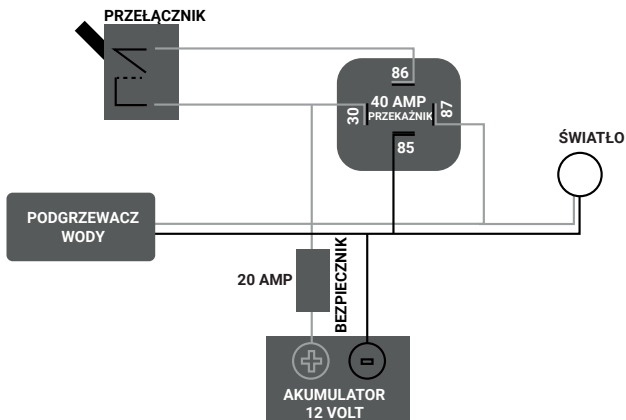 PRZEŁĄCZNIK
86
40 AMP
PRZEKAŹNIK
30
87
85
ŚWIATŁO
PODGRZEWACZ
WODY
20 AMP
BEZPIECZNIK
AKUMULATOR
12 VOLT